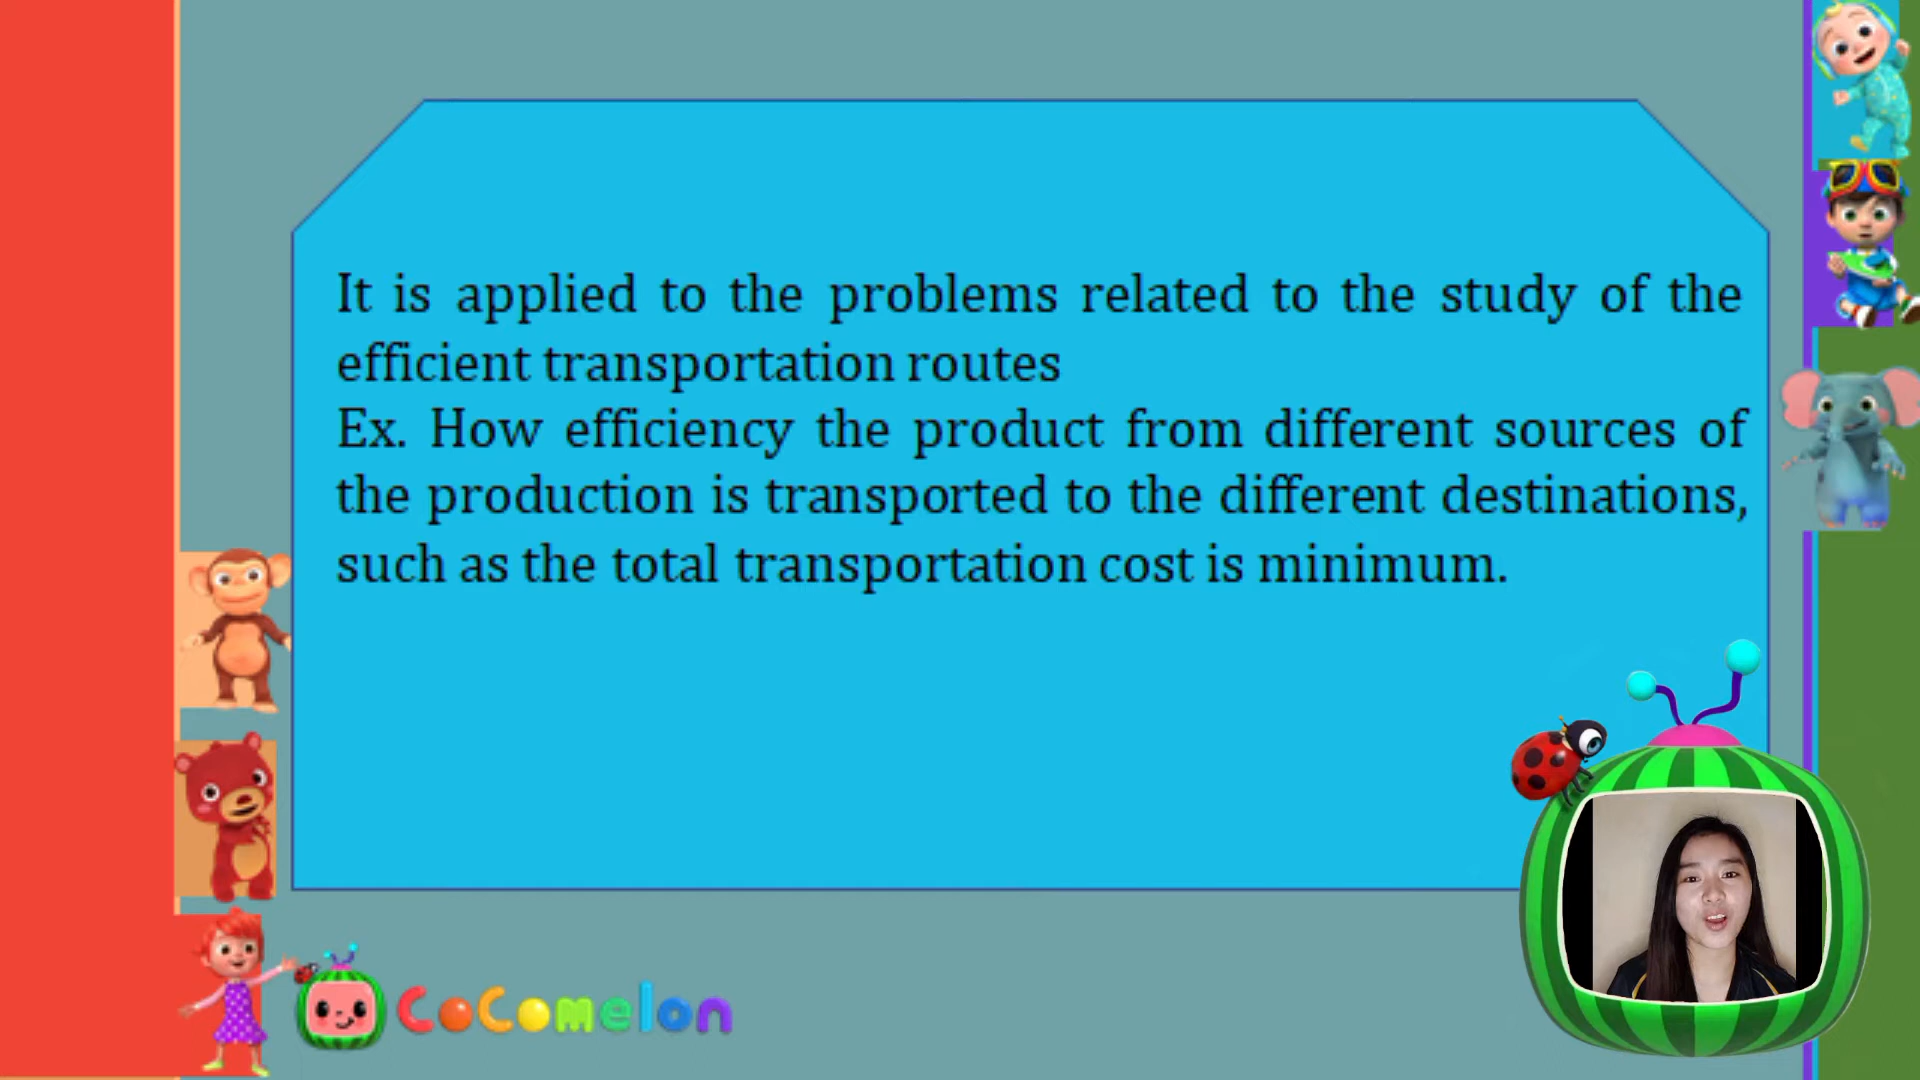 It is applied to the problems related to the study of the
efficient transportation routes
Ex. How efficiency the product from different sources of
the production is transported to the different destinations,
such as the total transportation cost is minimum.
CoComelon